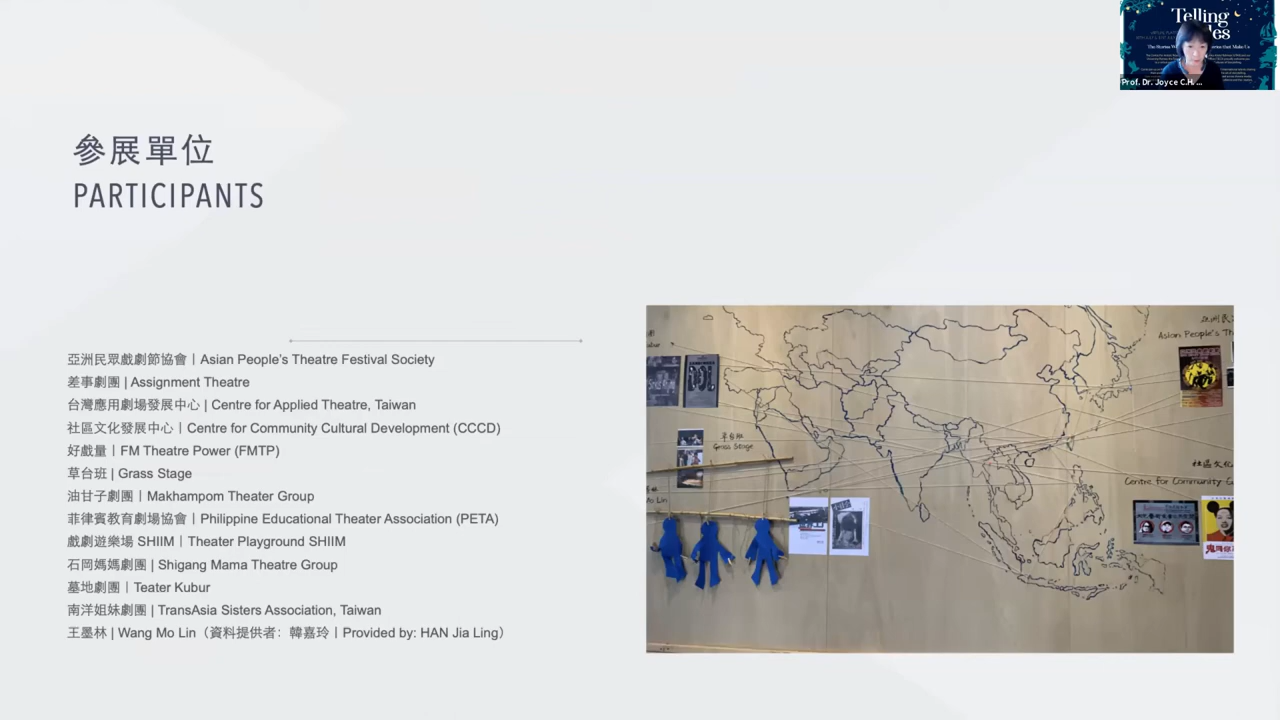 Telling
The Stories W
Prof. Dr. Joyce C.H. ...
參展單位
PARTICIPANTS
亞洲民眾戲劇節協會 | Asian People's Theatre Festival Society
差事劇團 | Assignment Theatre
台灣應用劇場發展中心 | Centre for Applied Theatre, Taiwan
社區文化發展中心 | Centre for Community Cultural Development (CCCD)
好戲量 | FM Theatre Power (FMTP)
草台班 | Grass Stage
油甘子劇團 | Makhampom Theater Group
菲律賓教育劇場協會 | Philippine Educational Theater Association (PETA)
戲劇遊樂場 SHIIM | Theater Playground SHIIM
石岡媽媽劇團 | Shigang Mama Theatre Group
墓地劇團 | Teater Kubur
南洋姐妹劇團 | TransAsia Sisters Association, Taiwan
王墨林 | Wang Mo Lin（資料提供者：韓嘉玲 | Provided by: HAN Jia Ling）
亞洲民
Asian People's Th
草台班
Grass Stage
Mo Lin
社區文化
Centre for Community C